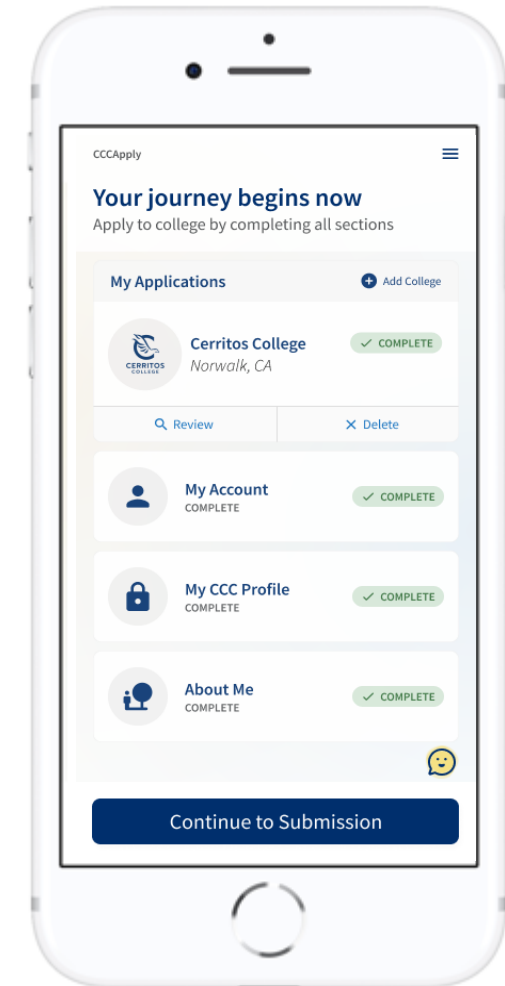 CCCApply
Your journey begins now
Apply to college by completing all sections
My Applications
Add College
CERRITOS
COLLEGE
Cerritos College
Norwalk, CA
COMPLETE
Review
Delete
My Account
COMPLETE
COMPLETE
My CCC Profile
COMPLETE
COMPLETE
About Me
COMPLETE
COMPLETE
Continue to Submission